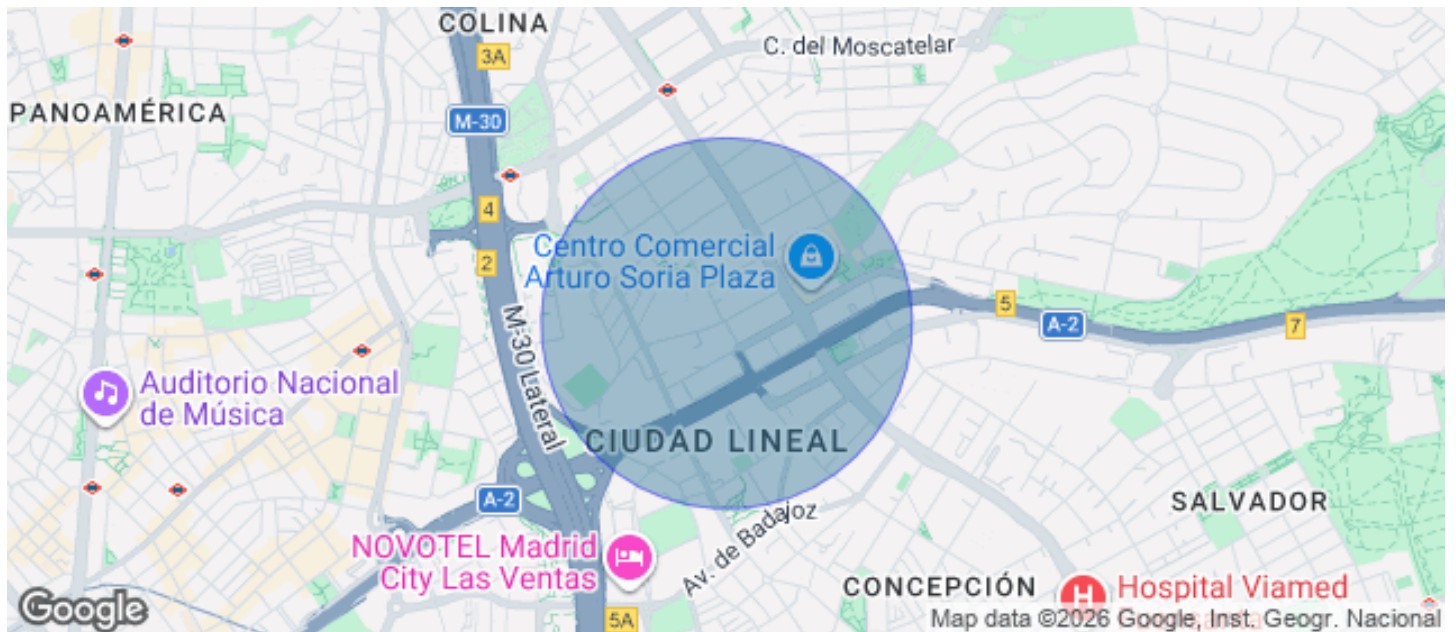 COLINA
3A
C. del Moscatelar
PANOAMÉRICA
M-30
4
2
Centro Comercial
Arturo Soria Plaza
5
A-2
7
M-30 Lateral
Auditorio Nacional
de Música
CIUDAD LINEAL
A-2
SALVADOR
Av. de Badajoz
NOVOTEL Madrid
City Las Ventas
CONCEPCIÓN
Hospital Viamed
5A
Google
Map data ©2026 Google, Inst. Geogr. Nacional